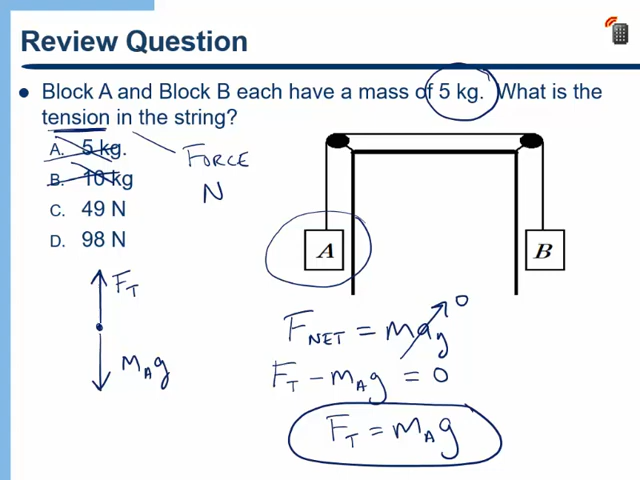 Review Question
Block A and Block B each have a mass of 5 kg. What is the
tension in the string?
A. 5 kg.
B. 10 kg
C. 49 N
D. 98 N
FORCE
N
A
B
F_T
m_A g
F_NET = m a_y 0
F_T - m_A g = 0
F_T = m_A g